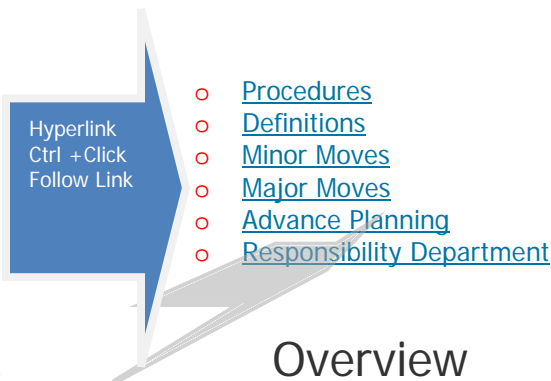 Hyperlink
Ctrl +Click
Follow Link
o Procedures
o Definitions
o Minor Moves
o Major Moves
o Advance Planning
o Responsibility Department
Overview